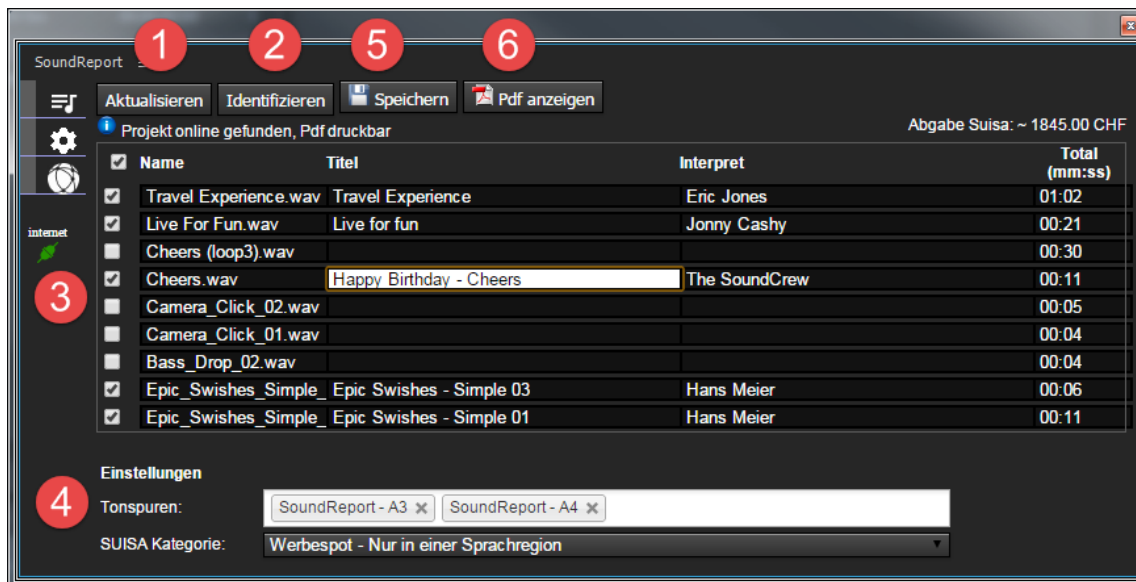 1 2 5 6
SoundReport
Aktualisieren Identifizieren Speichern Pdf anzeigen
Projekt online gefunden, Pdf druckbar Abgabe Suisa: ~ 1845.00 CHF
Name Titel Interpret Total (mm:ss)
Travel Experience.wav Travel Experience Eric Jones 01:02
Live For Fun.wav Live for fun Jonny Cashy 00:21
internet
Cheers (loop3).wav 00:30
3
Cheers.wav Happy Birthday - Cheers The SoundCrew 00:11
Camera_Click_02.wav 00:05
Camera_Click_01.wav 00:04
Bass_Drop_02.wav 00:04
Epic_Swishes_Simple_ Epic Swishes - Simple 03 Hans Meier 00:06
Epic_Swishes_Simple_ Epic Swishes - Simple 01 Hans Meier 00:11
Einstellungen
4
Tonspuren: SoundReport - A3 SoundReport - A4
SUISA Kategorie: Werbespot - Nur in einer Sprachregion